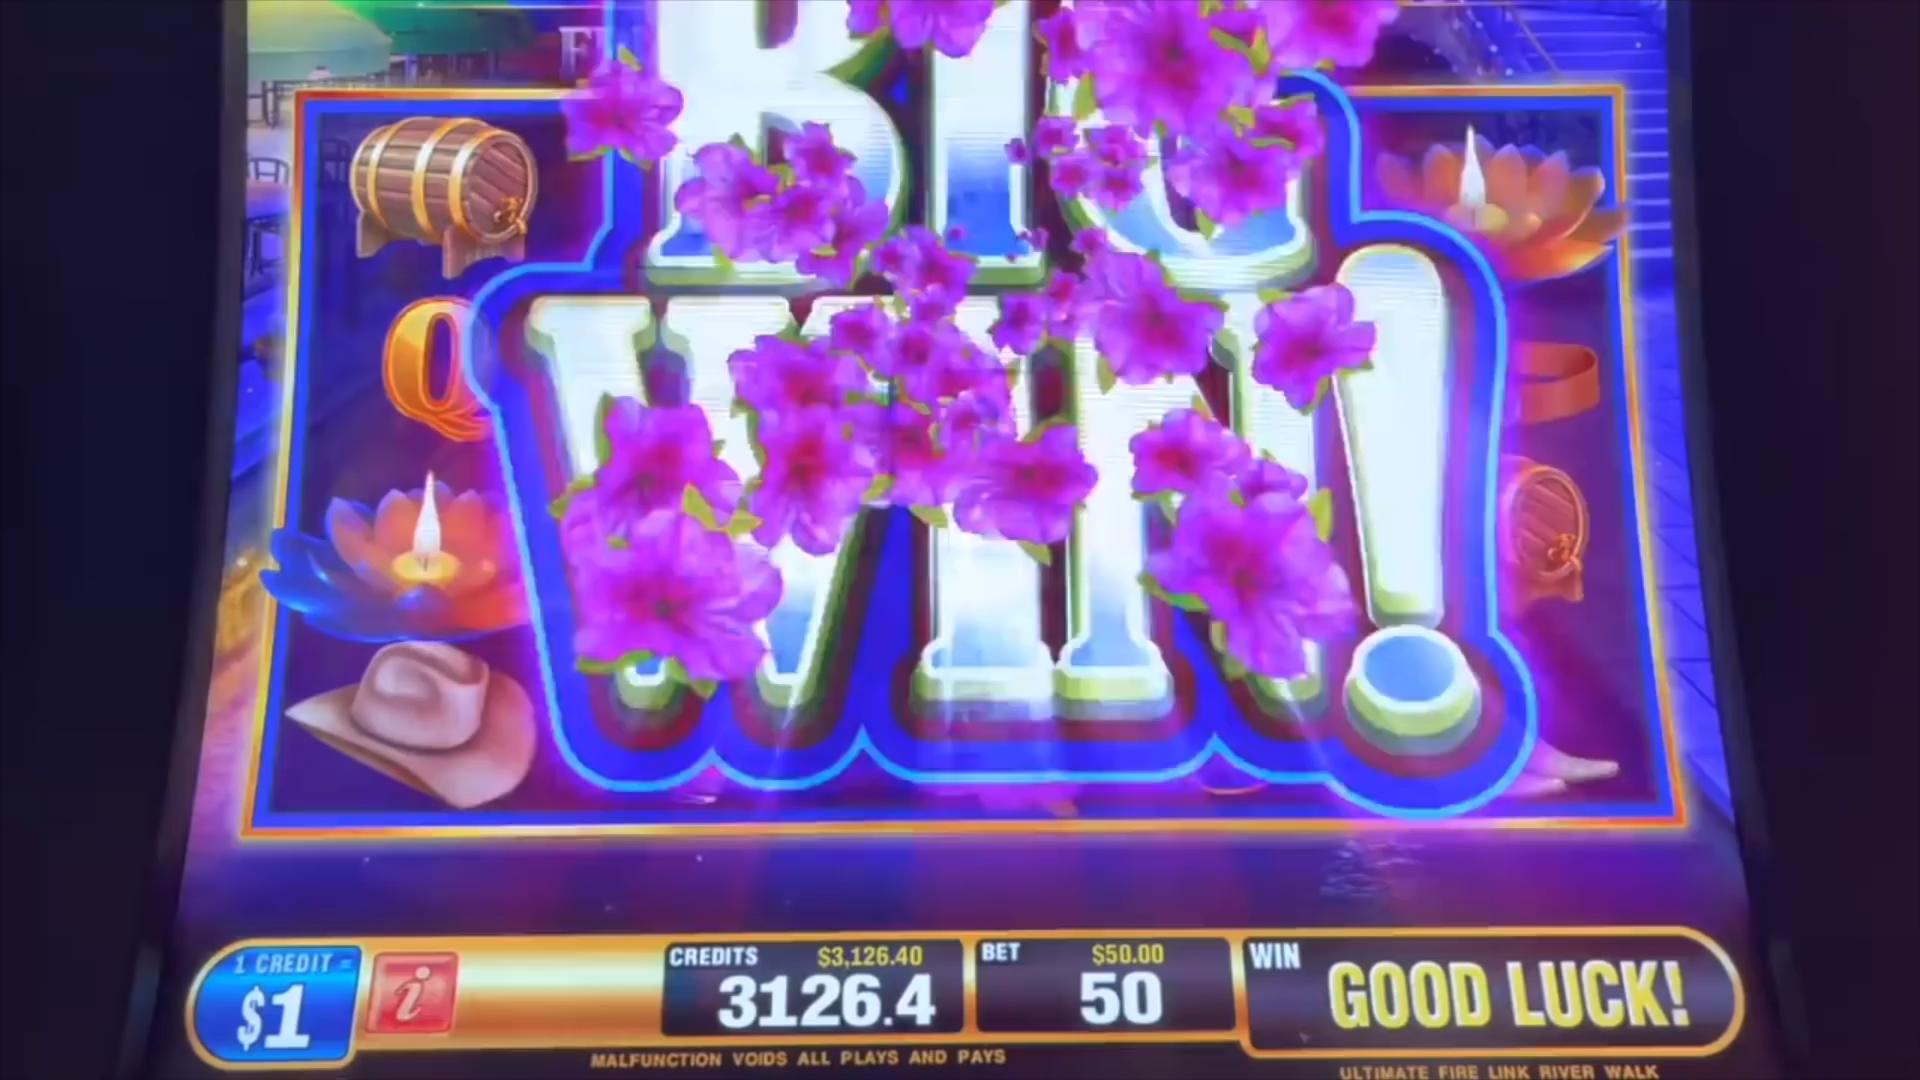 BIG
WIN!
Q
1 CREDIT =
$1
i
CREDITS $3,126.40
3126.4
BET $50.00
50
WIN
GOOD LUCK!
MALFUNCTION VOIDS ALL PLAYS AND PAYS
ULTIMATE FIRE LINK RIVER WALK